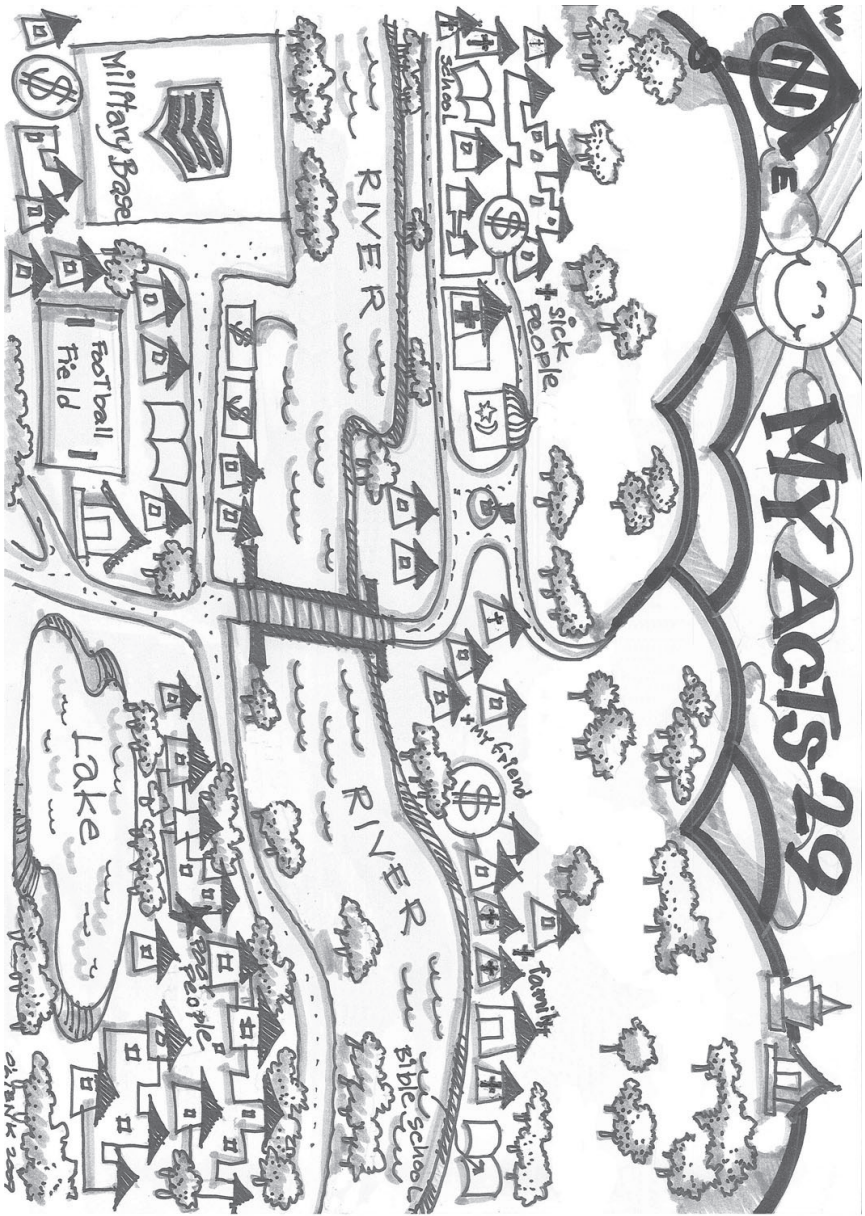 MY ACTS 29
N
W
E
S
+ sick
people
school
$
$
+ my friend
+ family
Bible school
RIVER
RIVER
$
$
Military Base
$
Football
Field
Lake
poor
people